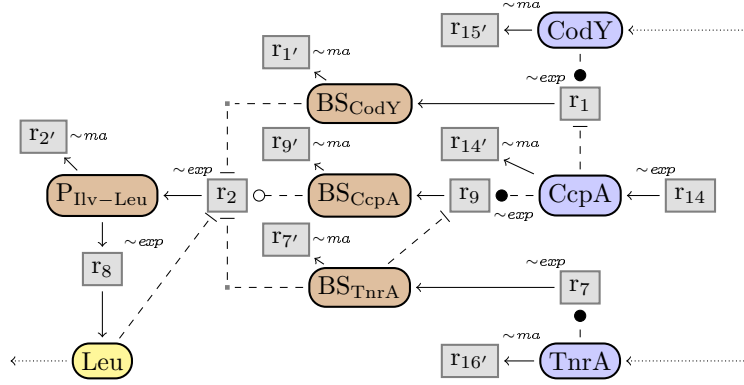 r15′ ~ma CodY
r1′ ~ma ~exp
BSCodY r1
r2′ ~ma r9′ ~ma r14′ ~ma
~exp ~exp
PIlv−Leu r2 BSCcpA r9 CcpA r14
~exp
r7′ ~ma
~exp ~exp
r8 BSTnrA r7
~ma
Leu r16′ TnrA